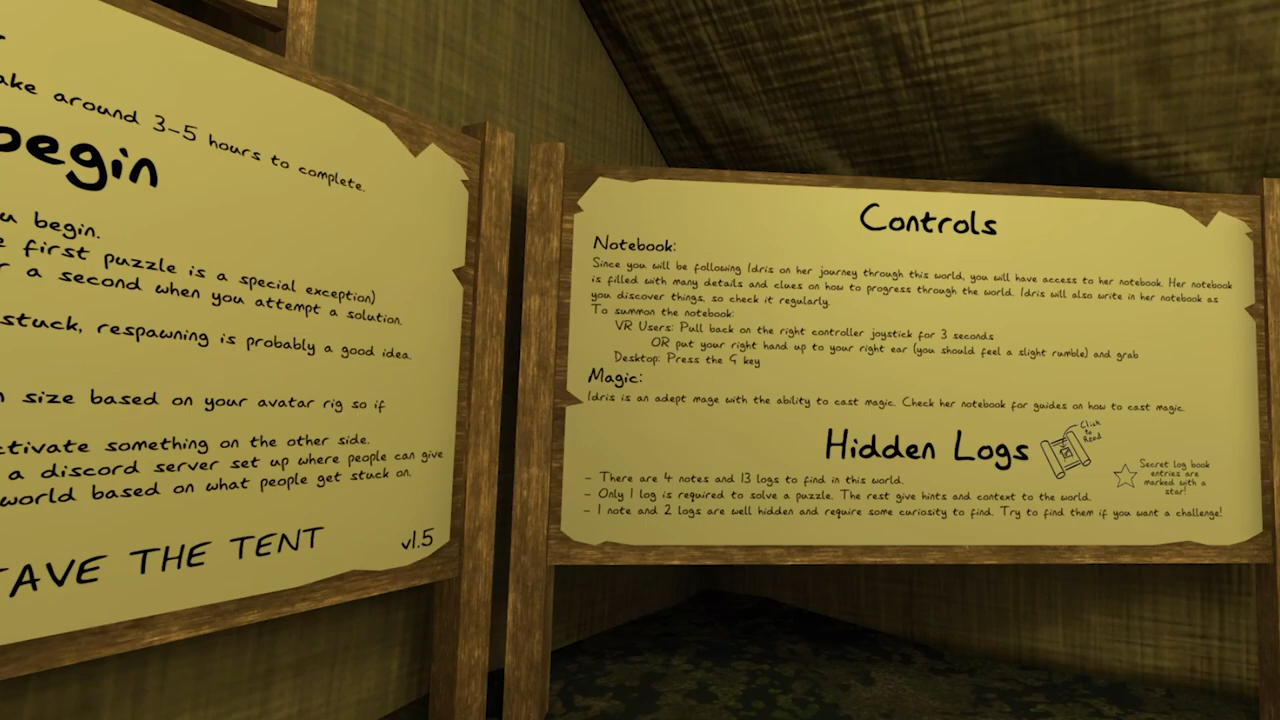 ake around 3-5 hours to complete.
begin
u begin.
e first puzzle is a special exception)
r a second when you attempt a solution.
stuck, respawning is probably a good idea.
n size based on your avatar rig so if
ctivate something on the other side.
a discord server set up where people can give
world based on what people get stuck on.
AVE THE TENT
v1.5
Controls
Notebook:
Since you will be following Idris on her journey through this world, you will have access to her notebook. Her notebook
is filled with many details and clues on how to progress through the world. Idris will also write in her notebook as
you discover things, so check it regularly.
To summon the notebook:
VR Users: Pull back on the right controller joystick for 3 seconds
OR put your right hand up to your right ear (you should feel a slight rumble) and grab
Desktop: Press the G key
Magic:
Idris is an adept mage with the ability to cast magic. Check her notebook for guides on how to cast magic.
Hidden Logs
Click
to
Read
Secret log book
entries are
marked with a
star!
- There are 4 notes and 13 logs to find in this world.
- Only 1 log is required to solve a puzzle. The rest give hints and context to the world.
- 1 note and 2 logs are well hidden and require some curiosity to find. Try to find them if you want a challenge!